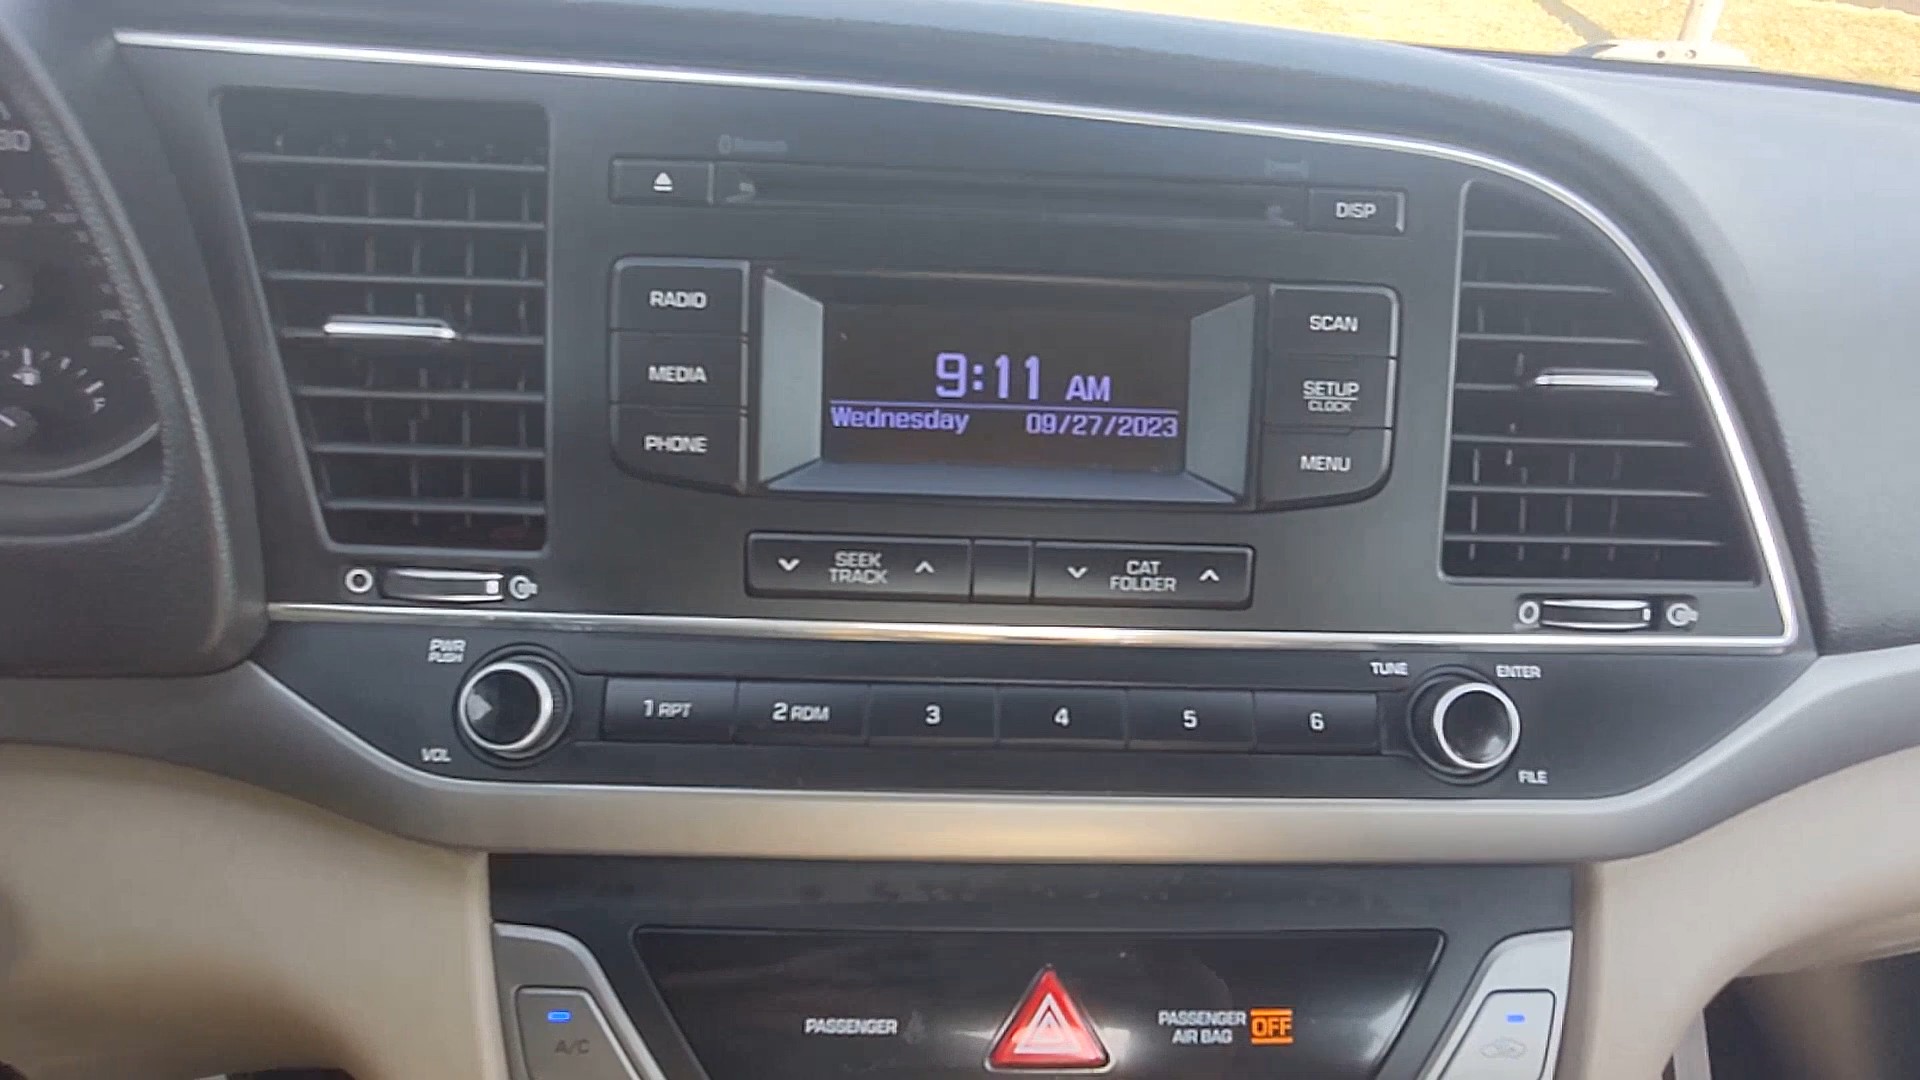 DISP
RADIO
SCAN
MEDIA
SETUP
CLOCK
9:11 AM
Wednesday 09/27/2023
PHONE
MENU
SEEK
TRACK
CAT
FOLDER
PWR
PUSH
VOL
1 RPT
2 RDM
3
4
5
6
TUNE
ENTER
FILE
PASSENGER
PASSENGER
AIR BAG
OFF
A/C
F